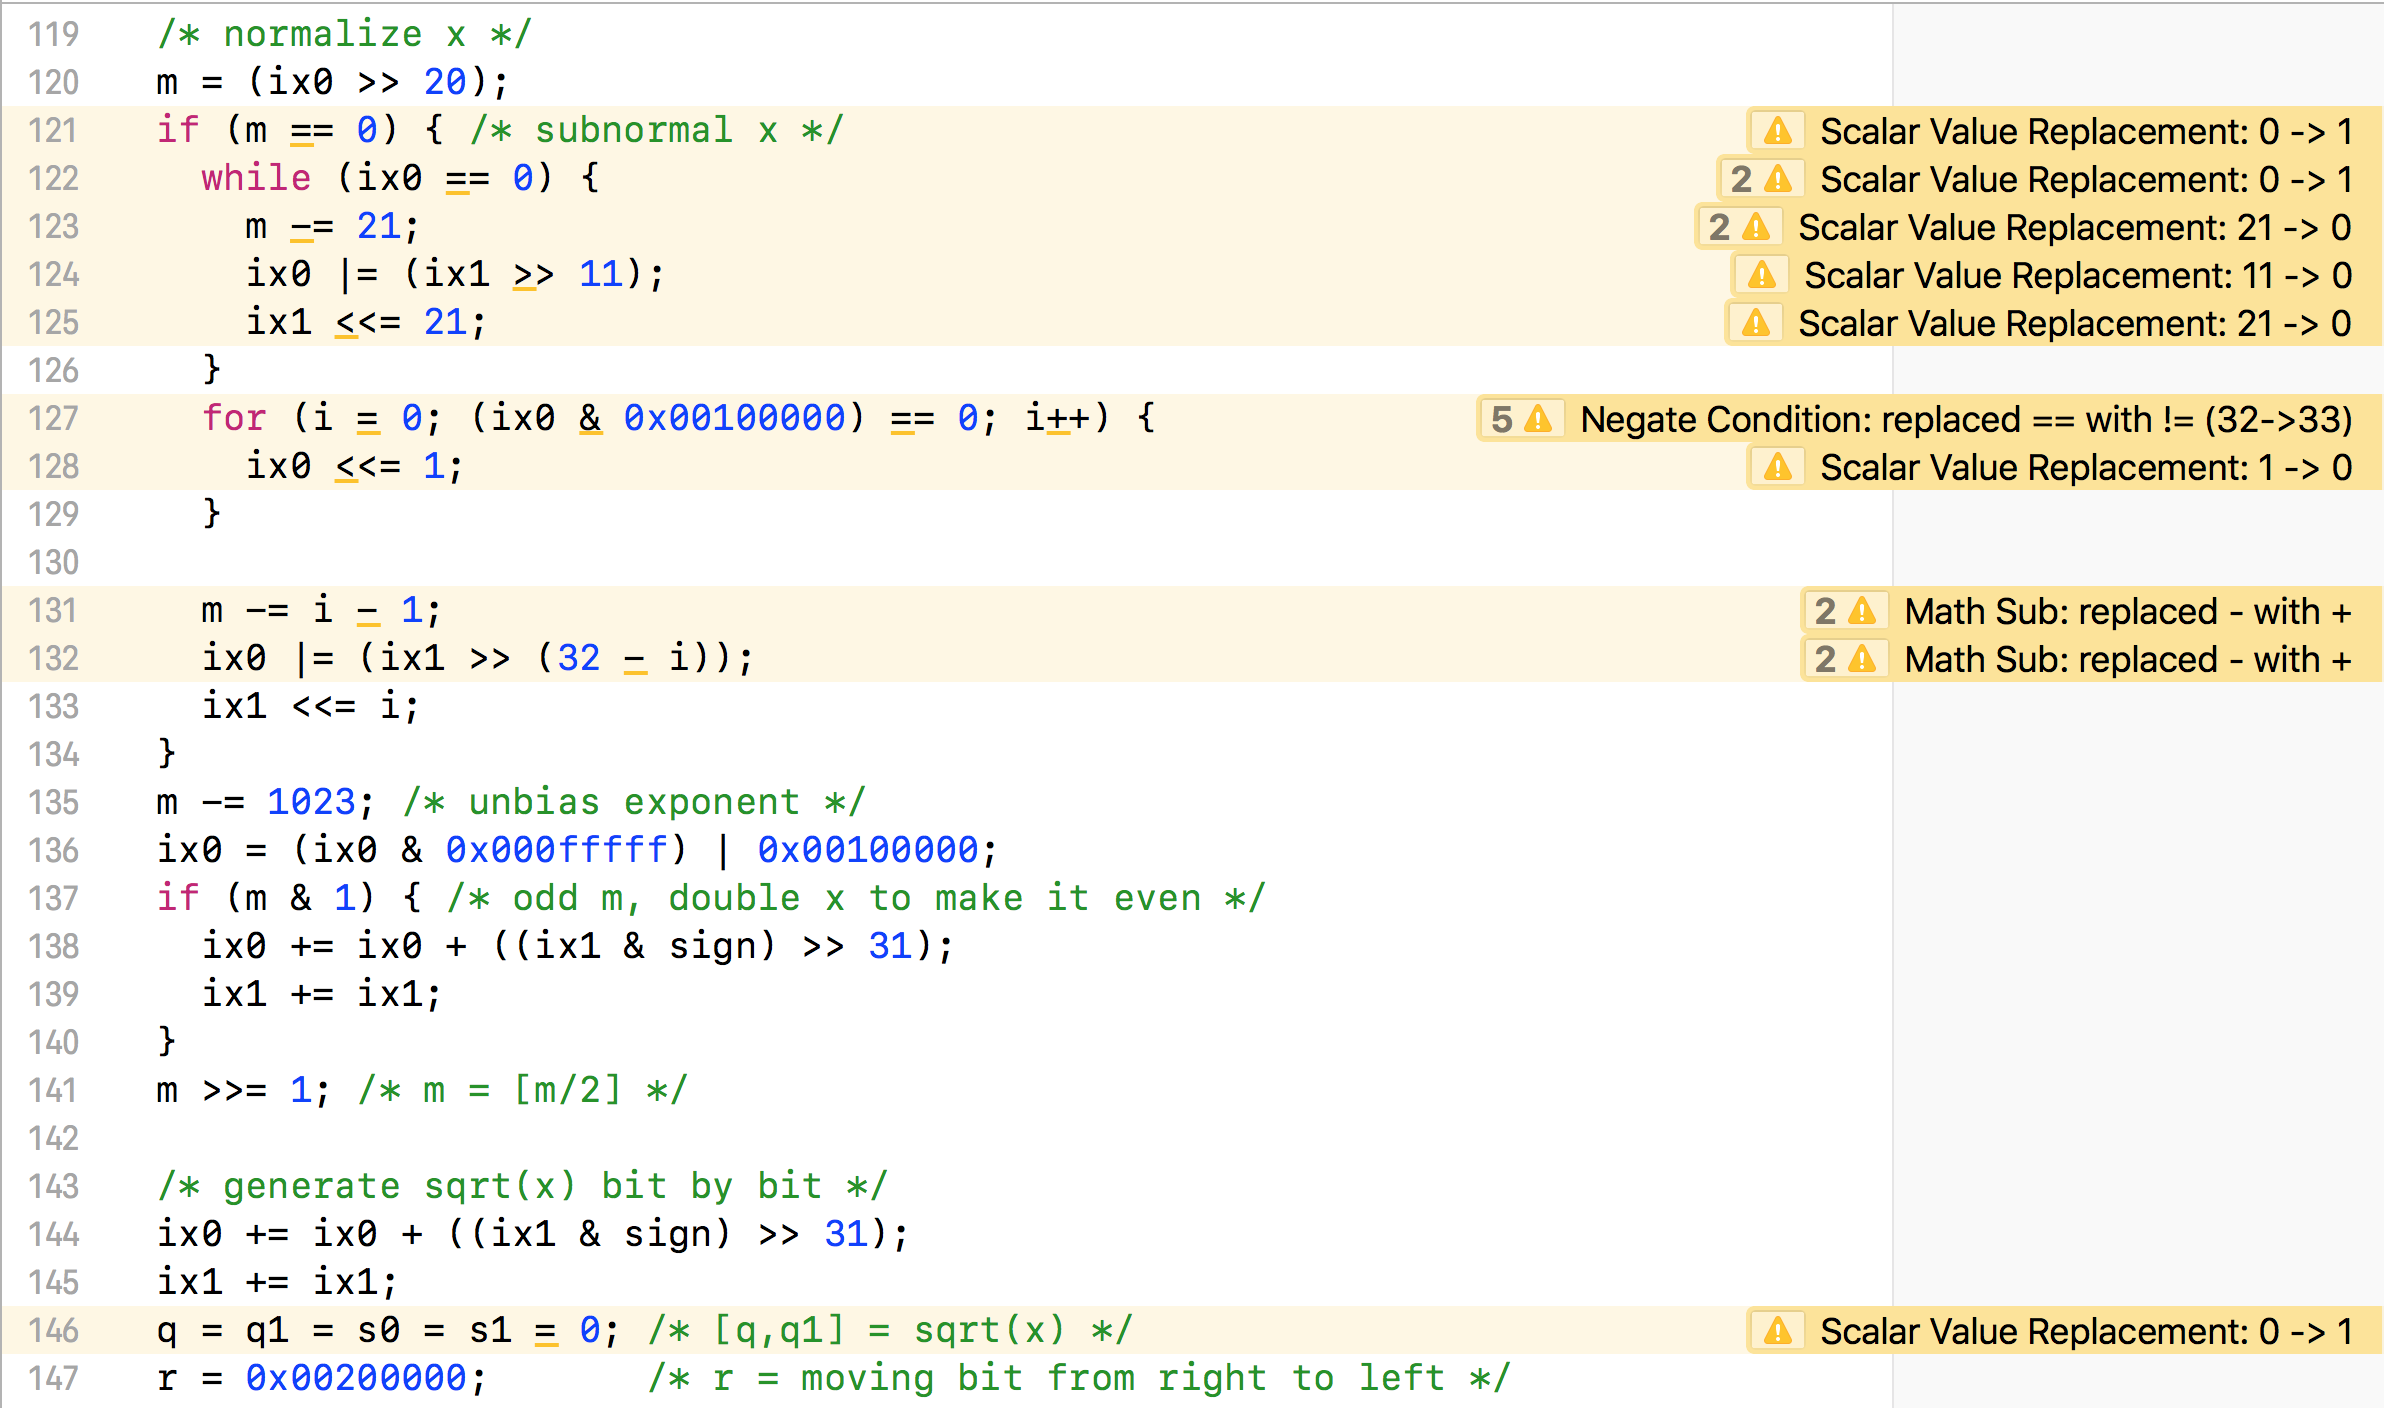 119 /* normalize x */
120 m = (ix0 >> 20);
121 if (m == 0) { /* subnormal x */ Scalar Value Replacement: 0 -> 1
122 while (ix0 == 0) { 2 Scalar Value Replacement: 0 -> 1
123 m -= 21; 2 Scalar Value Replacement: 21 -> 0
124 ix0 |= (ix1 >> 11); Scalar Value Replacement: 11 -> 0
125 ix1 <<= 21; Scalar Value Replacement: 21 -> 0
126 }
127 for (i = 0; (ix0 & 0x00100000) == 0; i++) { 5 Negate Condition: replaced == with != (32->33)
128 ix0 <<= 1; Scalar Value Replacement: 1 -> 0
129 }
130
131 m -= i - 1; 2 Math Sub: replaced - with +
132 ix0 |= (ix1 >> (32 - i)); 2 Math Sub: replaced - with +
133 ix1 <<= i;
134 }
135 m -= 1023; /* unbias exponent */
136 ix0 = (ix0 & 0x000fffff) | 0x00100000;
137 if (m & 1) { /* odd m, double x to make it even */
138 ix0 += ix0 + ((ix1 & sign) >> 31);
139 ix1 += ix1;
140 }
141 m >>= 1; /* m = [m/2] */
142
143 /* generate sqrt(x) bit by bit */
144 ix0 += ix0 + ((ix1 & sign) >> 31);
145 ix1 += ix1;
146 q = q1 = s0 = s1 = 0; /* [q,q1] = sqrt(x) */ Scalar Value Replacement: 0 -> 1
147 r = 0x00200000; /* r = moving bit from right to left */